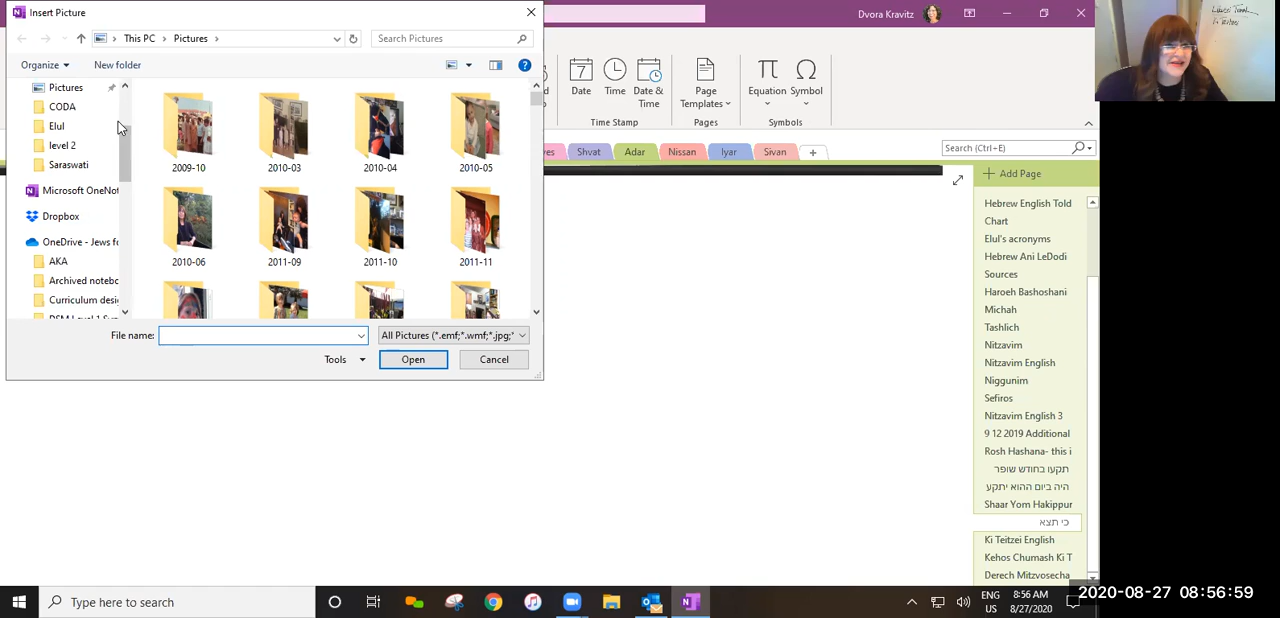 Insert Picture
Dvora Kravitz
This PC > Pictures >
Search Pictures
Organize
New folder
Pictures
CODA
Elul
level 2
Saraswati
Microsoft OneNot
Dropbox
OneDrive - Jews fo
AKA
Archived noteboo
Curriculum desig
2009-10
2010-03
2010-04
2010-05
2010-06
2011-09
2011-10
2011-11
File name:
All Pictures (*.emf;*.wmf;*.jpg;*
Tools
Open
Cancel
7
Date
Time
Date & Time
Time Stamp
Page Templates
Pages
π
Equation
Ω
Symbol
Symbols
Shvat
Adar
Nissan
Iyar
Sivan
Search (Ctrl+E)
Add Page
Hebrew English Told
Chart
Elul's acronyms
Hebrew Ani LeDodi
Sources
Haroeh Bashoshani
Michah
Tashlich
Nitzavim
Nitzavim English
Niggunim
Sefiros
Nitzavim English 3
9 12 2019 Additional
Rosh Hashana- this i
תקעו בחודש שופר
היה ביום ההוא יתקע
Shaar Yom Hakippur
כי תצא
Ki Teitzei English
Kehos Chumash Ki T
Derech Mitzvosecha
Type here to search
ENG
US
8:56 AM
8/27/2020
2020-08-27 08:56:59